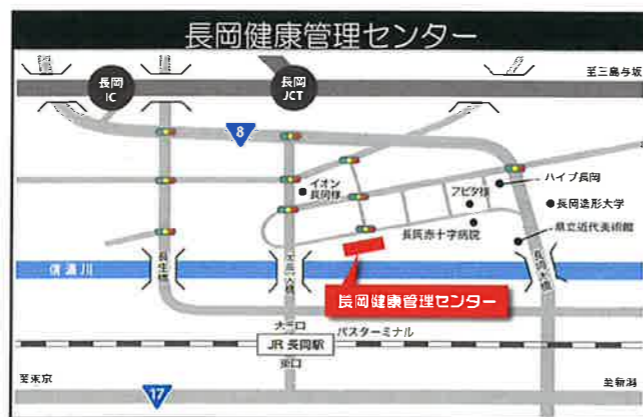 長岡健康管理センター
至三島与坂
長岡
IC
長岡
JCT
8
イオン
長岡様
アピタ様
ハイブ長岡
長岡造形大学
長岡赤十字病院
県立近代美術館
信濃川
長生橋
大手大橋
長岡大橋
長岡健康管理センター
大手口
バスターミナル
JR 長岡駅
東口
至東京
17
至新潟